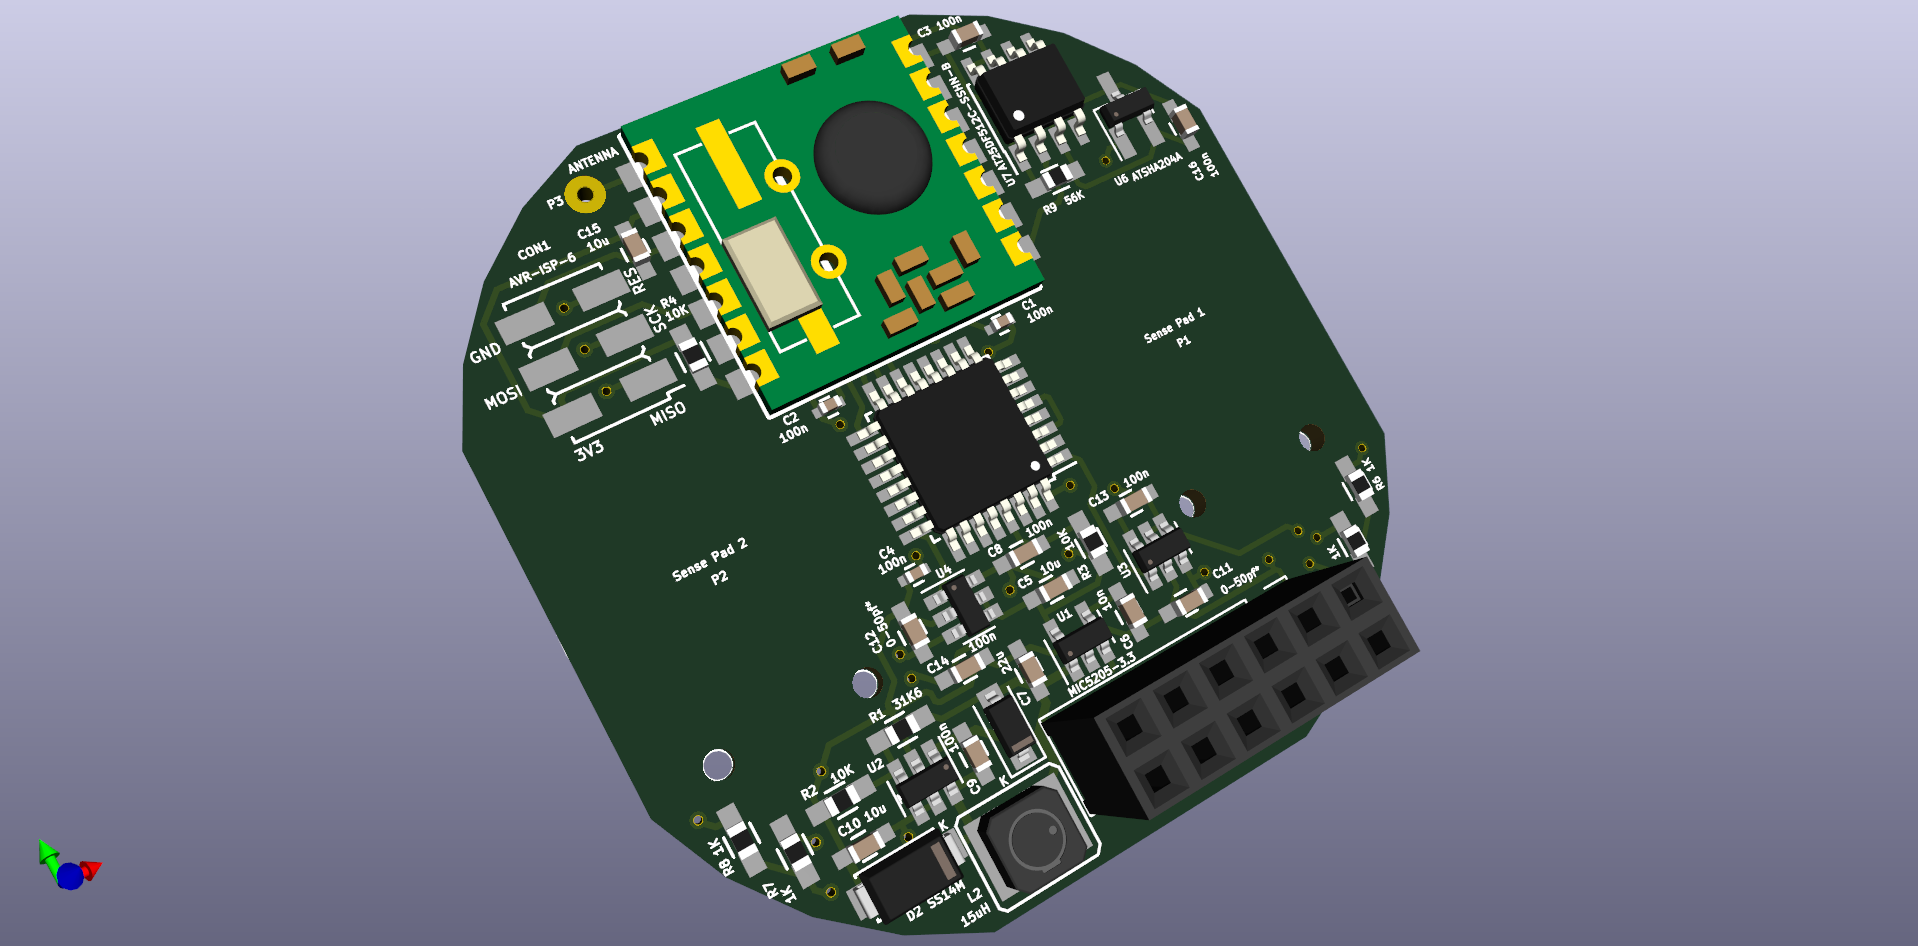 C3 100n
U7 AT25DF512C-SSHN-B
U6 ATSHA204A
C16
100n
R9 56K
ANTENNA
P3
C15
10u
CON1
AVR-ISP-6
RES
R4
10K
SCK
GND
MOSI
MISO
3V3
C1
100n
C2
100n
Sense Pad 1
P1
Sense Pad 2
P2
R6 1K
1K
C13 100n
C4
100n
C8 100n
10K
R3
U3
U4
C5 10u
C11
0-50pf*
C12
0-50pf*
U1
10n
C6
MIC5205-3.3
C14 100n
22u
C7
R1 31K6
U2
100n
C9
K
R2 10K
C10 10u
K
R8 1K
R7
1K
D2 SS14M
L2
15uH